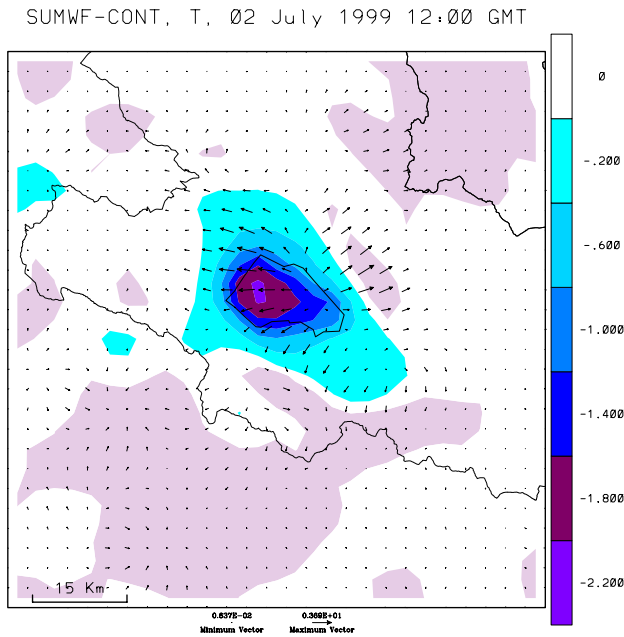 SUMWF-CONT, T, 02 July 1999 12:00 GMT
0
-.200
-.600
-1.000
-1.400
-1.800
-2.200
15 Km
0.637E-02
0.369E+01
Minimum Vector
Maximum Vector